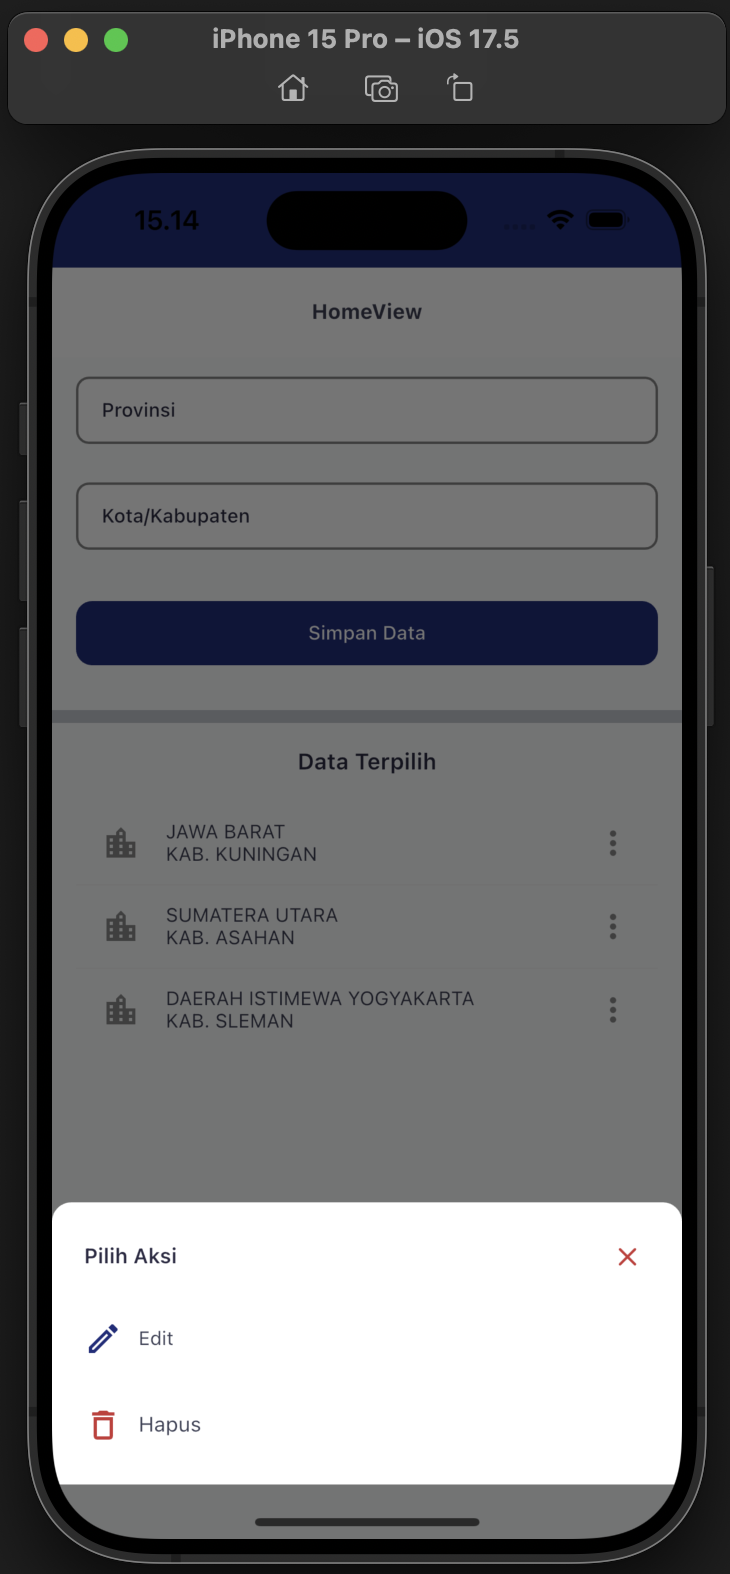 iPhone 15 Pro – iOS 17.5
15.14
HomeView
Provinsi
Kota/Kabupaten
Simpan Data
Data Terpilih
JAWA BARAT
KAB. KUNINGAN
SUMATERA UTARA
KAB. ASAHAN
DAERAH ISTIMEWA YOGYAKARTA
KAB. SLEMAN
Pilih Aksi
Edit
Hapus